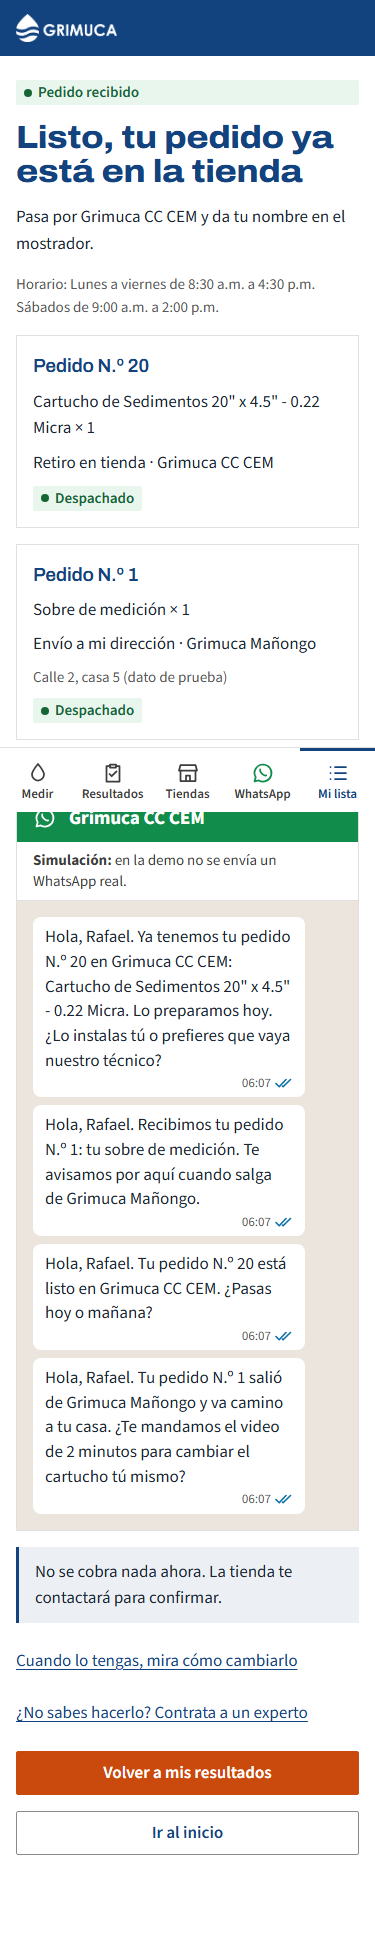 GRIMUCA
Pedido recibido
Listo, tu pedido ya
está en la tienda
Pasa por Grimuca CC CEM y da tu nombre en el
mostrador.
Horario: Lunes a viernes de 8:30 a.m. a 4:30 p.m.
Sábados de 9:00 a.m. a 2:00 p.m.
Pedido N.º 20
Cartucho de Sedimentos 20" x 4.5" - 0.22
Micra × 1
Retiro en tienda · Grimuca CC CEM
Despachado
Pedido N.º 1
Sobre de medición × 1
Envío a mi dirección · Grimuca Mañongo
Calle 2, casa 5 (dato de prueba)
Despachado
Medir Resultados Tiendas WhatsApp Mi lista
Grimuca CC CEM
Simulación: en la demo no se envía un
WhatsApp real.
Hola, Rafael. Ya tenemos tu pedido
N.º 20 en Grimuca CC CEM:
Cartucho de Sedimentos 20" x 4.5"
- 0.22 Micra. Lo preparamos hoy.
¿Lo instalas tú o prefieres que vaya
nuestro técnico?
06:07
Hola, Rafael. Recibimos tu pedido
N.º 1: tu sobre de medición. Te
avisamos por aquí cuando salga
de Grimuca Mañongo.
06:07
Hola, Rafael. Tu pedido N.º 20 está
listo en Grimuca CC CEM. ¿Pasas
hoy o mañana?
06:07
Hola, Rafael. Tu pedido N.º 1 salió
de Grimuca Mañongo y va camino
a tu casa. ¿Te mandamos el video
de 2 minutos para cambiar el
cartucho tú mismo?
06:07
No se cobra nada ahora. La tienda te
contactará para confirmar.
Cuando lo tengas, mira cómo cambiarlo
¿No sabes hacerlo? Contrata a un experto
Volver a mis resultados
Ir al inicio